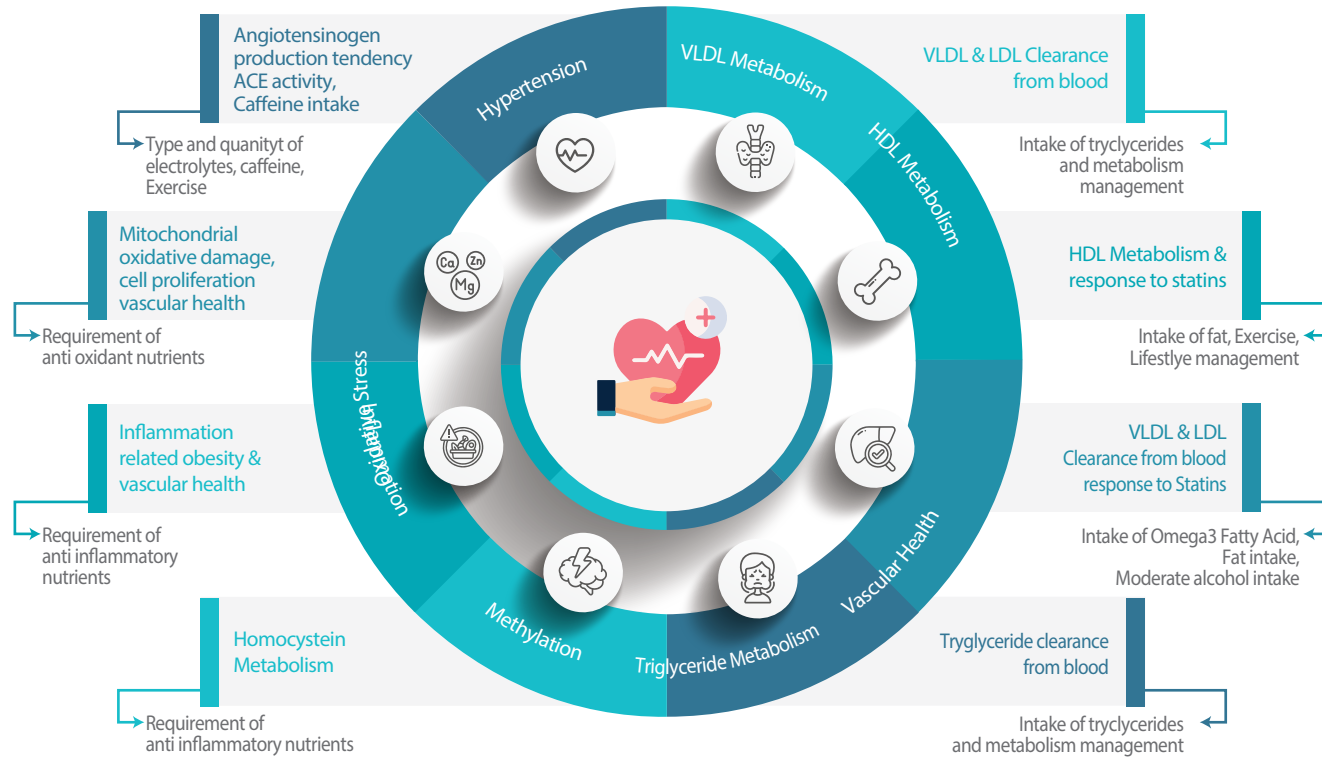 Angiotensinogen
production tendency
ACE activity,
Caffeine intake
Type and quanityt of
electrolytes, caffeine,
Exercise
Mitochondrial
oxidative damage,
cell proliferation
vascular health
Requirement of
anti oxidant nutrients
Inflammation
related obesity &
vascular health
Requirement of
anti inflammatory
nutrients
Homocystein
Metabolism
Requirement of
anti inflammatory nutrients
Hypertension
VLDL Metabolism
HDL Metabolism
Vascular Health
Triglyceride Metabolism
Methylation
Inflammation
Oxidative Stress
Ca
Zn
Mg
VLDL & LDL Clearance
from blood
Intake of tryclycerides
and metabolism
management
HDL Metabolism &
response to statins
Intake of fat, Exercise,
Lifestlye management
VLDL & LDL
Clearance from blood
response to Statins
Intake of Omega3 Fatty Acid,
Fat intake,
Moderate alcohol intake
Tryglyceride clearance
from blood
Intake of tryclycerides
and metabolism management